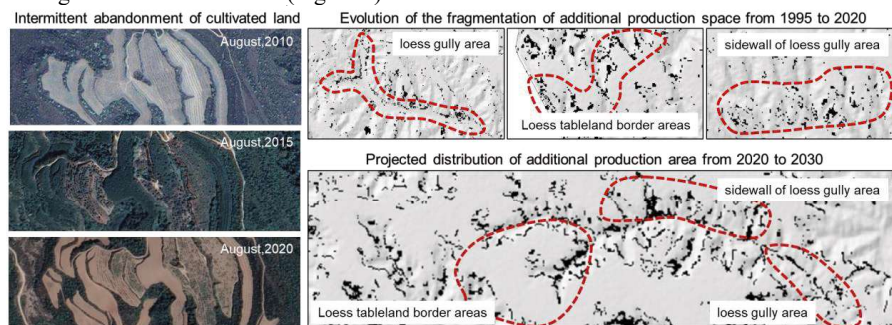 Intermittent abandonment of cultivated land
August,2010
August,2015
August,2020
Evolution of the fragmentation of additional production space from 1995 to 2020
loess gully area
Loess tableland border areas
sidewall of loess gully area
Projected distribution of additional production area from 2020 to 2030
sidewall of loess gully area
Loess tableland border areas
loess gully area